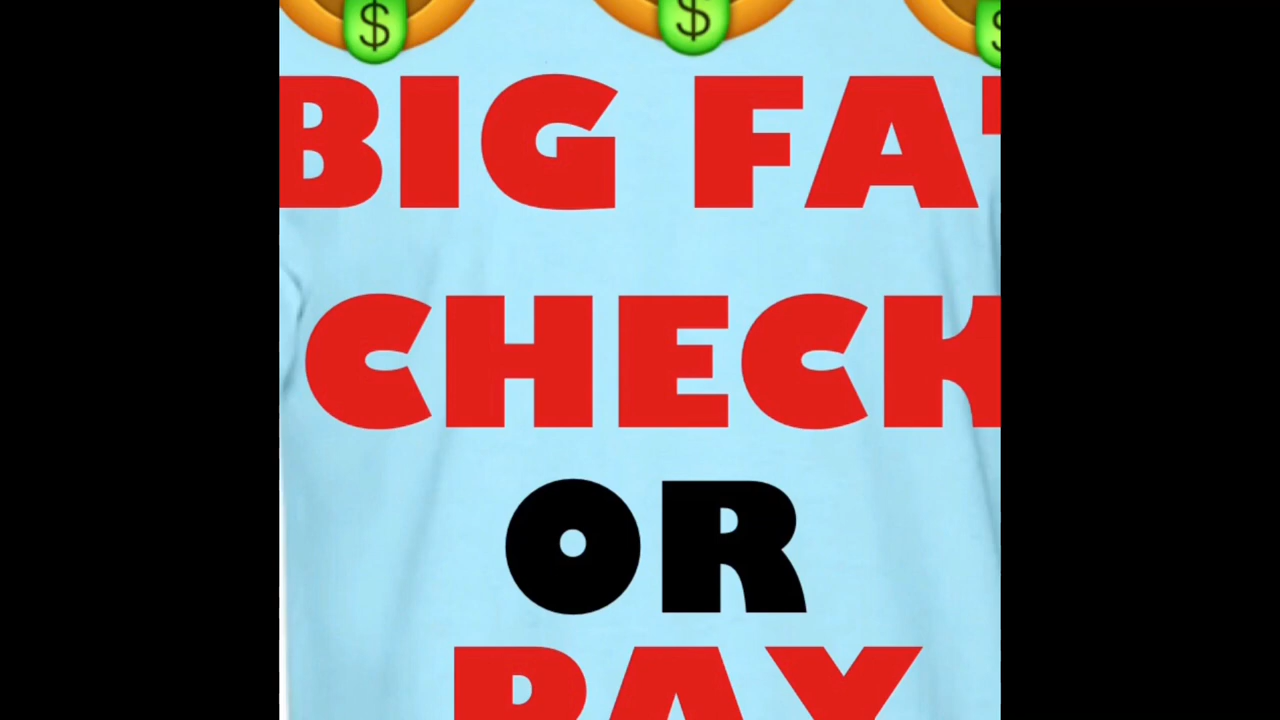 $ $ $
BIG FAT
CHECK
OR
PAY